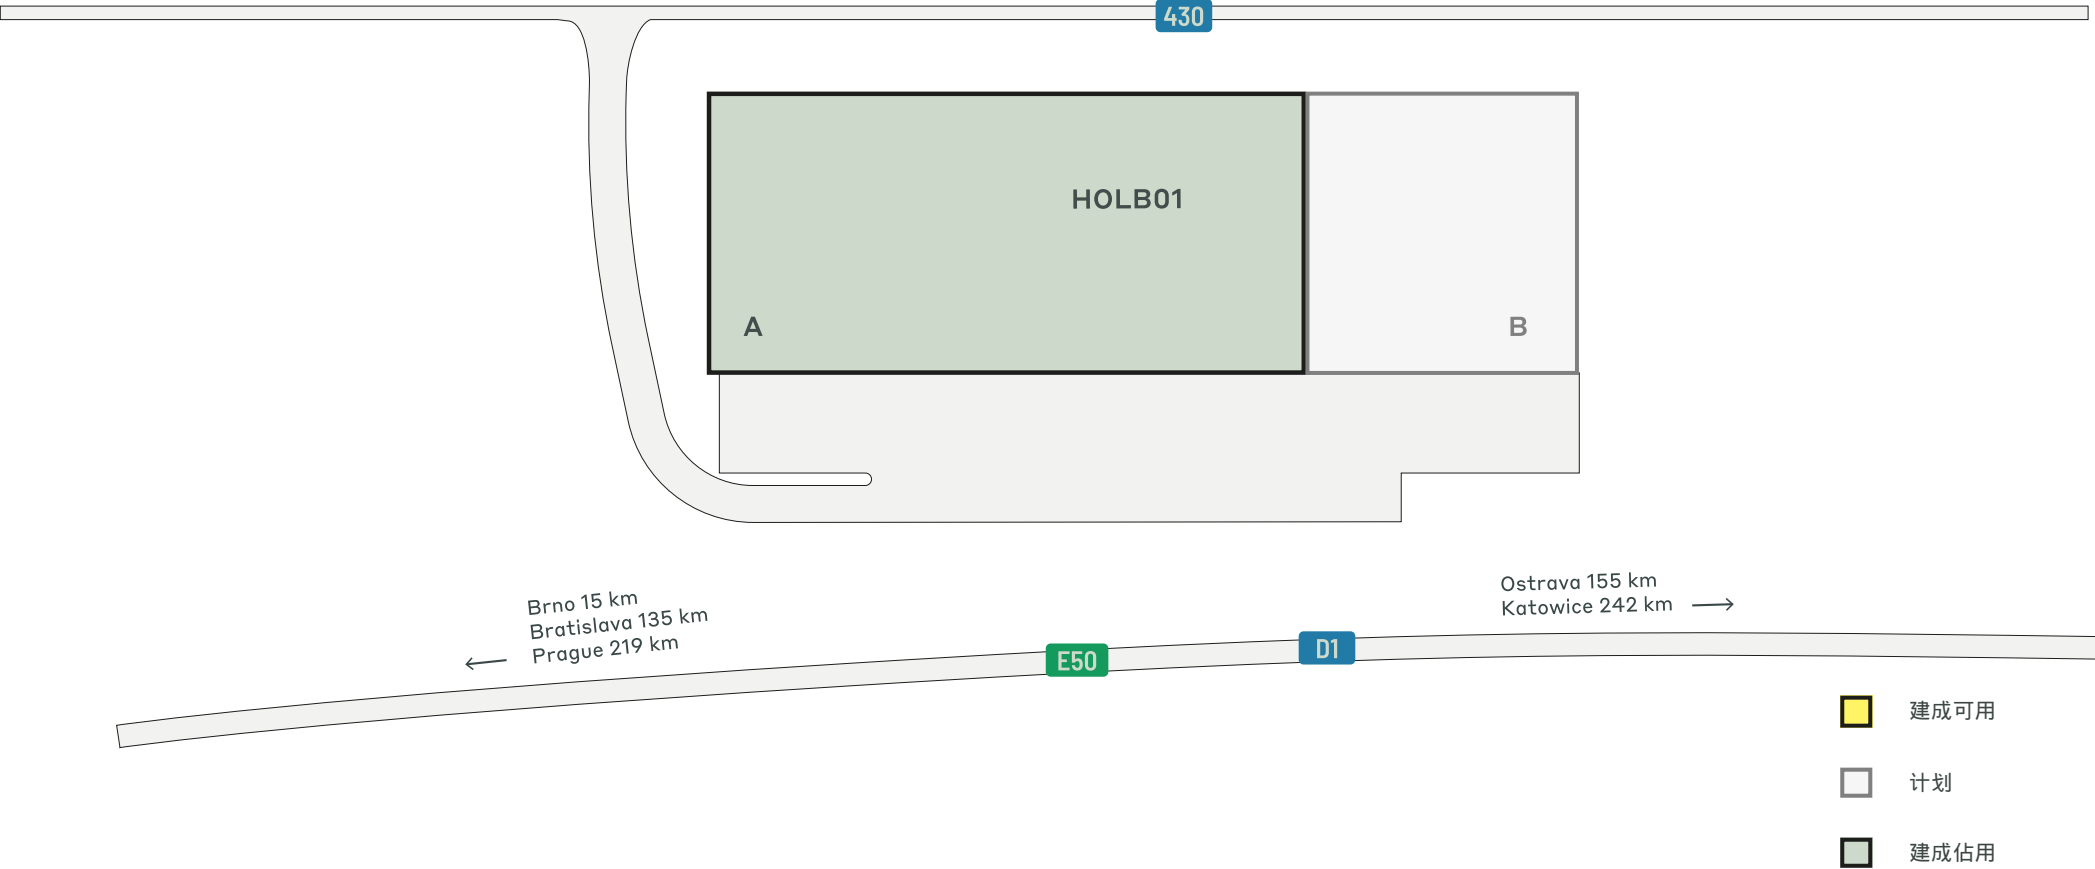 430
HOLB01
A
B
Ostrava 155 km
Katowice 242 km
Brno 15 km
Bratislava 135 km
Prague 219 km
E50
D1
建成可用
计划
建成佔用